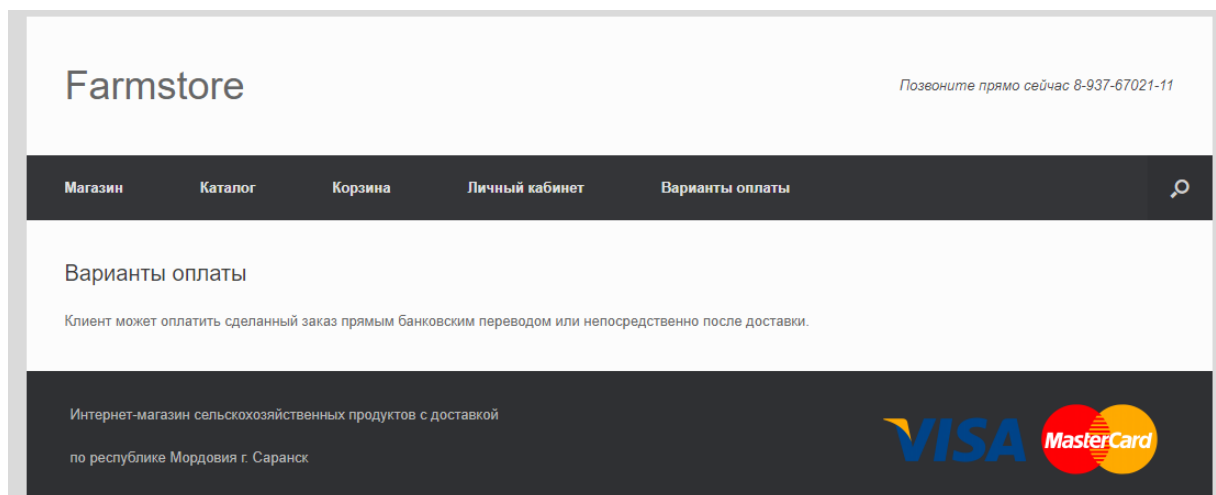 Farmstore
Позвоните прямо сейчас 8-937-67021-11
Магазин Каталог Корзина Личный кабинет Варианты оплаты
Варианты оплаты
Клиент может оплатить сделанный заказ прямым банковским переводом или непосредственно после доставки.
Интернет-магазин сельскохозяйственных продуктов с доставкой
по республике Мордовия г. Саранск
VISA MasterCard